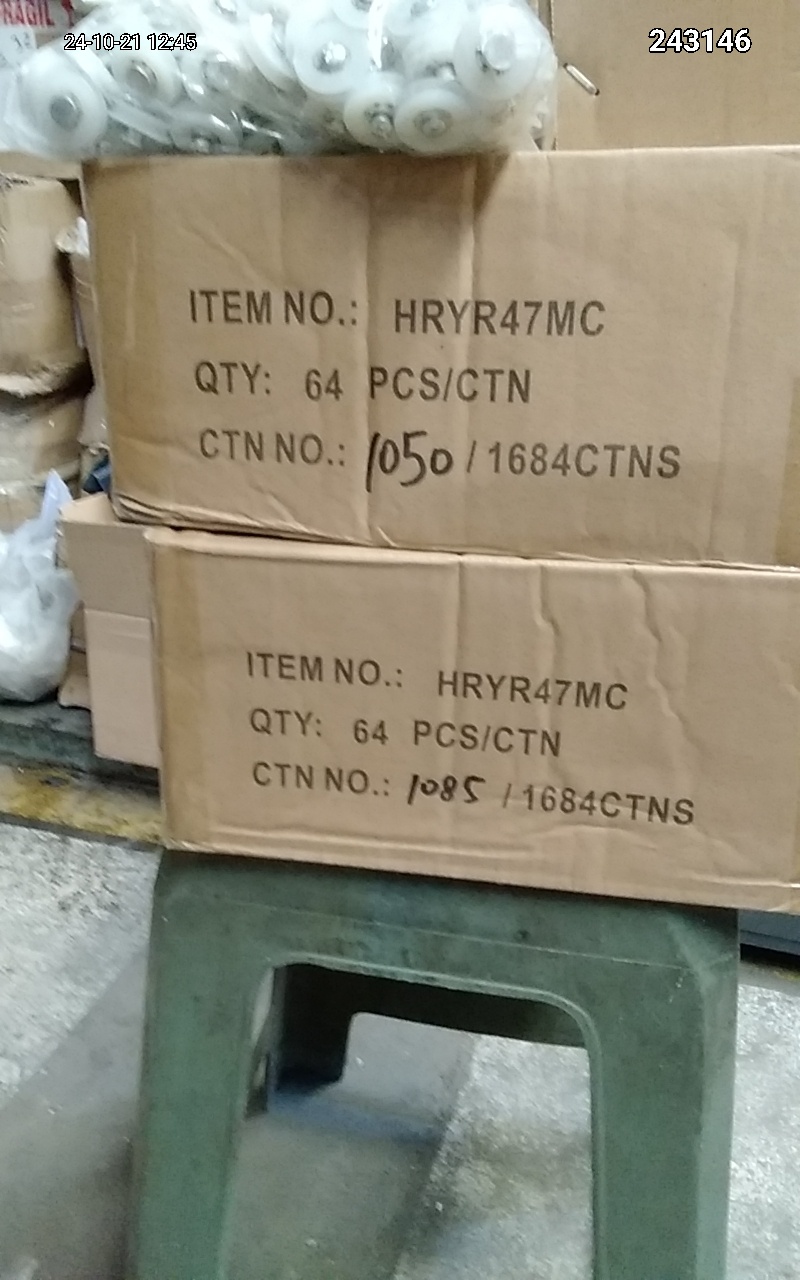 RAGIL
24-10-21 12:45
243146
ITEM NO.: HRYR47MC
QTY: 64 PCS/CTN
CTN NO.: 1050 / 1684CTNS
ITEM NO.: HRYR47MC
QTY: 64 PCS/CTN
CTN NO.: 1085 / 1684CTNS